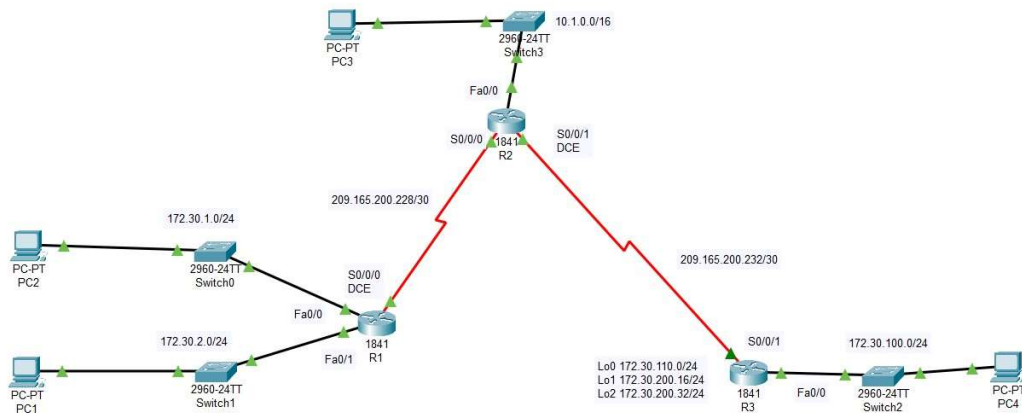 10.1.0.0/16
PC-PT
PC3
2960-24TT
Switch3
Fa0/0
S0/0/0
1841
R2
S0/0/1
DCE
209.165.200.228/30
172.30.1.0/24
209.165.200.232/30
PC-PT
PC2
2960-24TT
Switch0
S0/0/0
DCE
Fa0/0
1841
R1
172.30.2.0/24
Fa0/1
PC-PT
PC1
2960-24TT
Switch1
S0/0/1
172.30.100.0/24
Lo0 172.30.110.0/24
Lo1 172.30.200.16/24
Lo2 172.30.200.32/24
1841
R3
Fa0/0
2960-24TT
Switch2
PC-PT
PC4